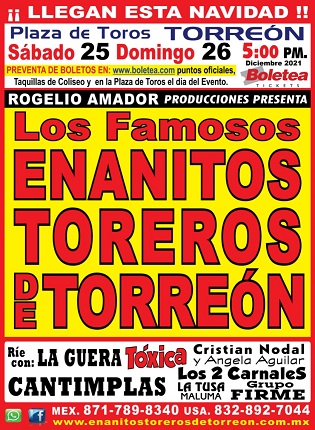 ¡¡ LLEGAN ESTA NAVIDAD !!
Plaza de Toros TORREÓN
Sábado 25 Domingo 26 5:00 PM.
Diciembre 2021
PREVENTA DE BOLETOS EN: www.boletea.com puntos oficiales,
Taquillas de Coliseo y en la Plaza de Toros el día del Evento.
Boletea
TICKETS
ROGELIO AMADOR PRODUCCIONES PRESENTA
Los Famosos
ENANITOS
TOREROS
DE TORREÓN
Ríe con: LA GUERA Tóxica Cristian Nodal y Angela Aguilar
CANTIMPLAS LA TUSA MALUMA Los 2 CarnaleS Grupo FIRME
MEX. 871-789-8340 USA. 832-892-7044
www.enanitostorerosdetorreon.com.mx